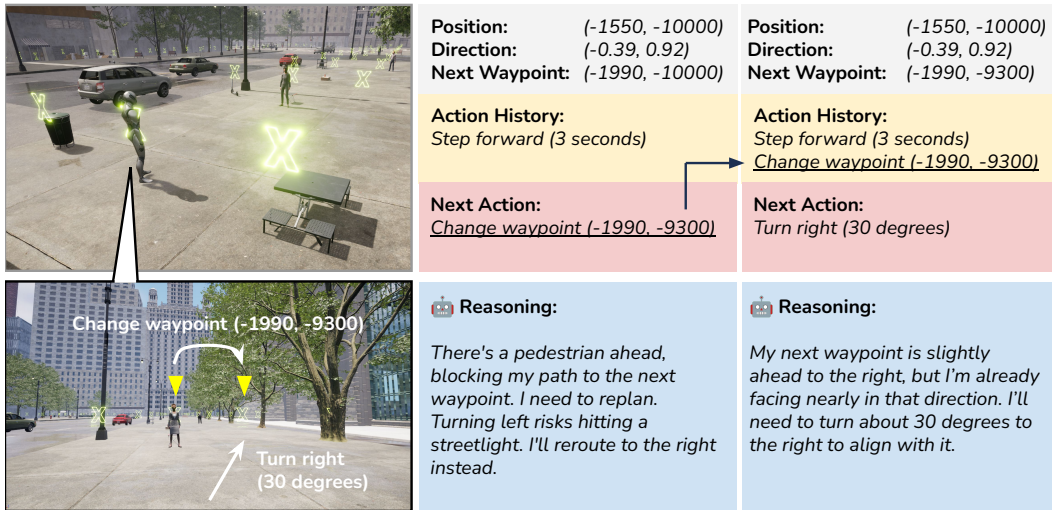 Position: (-1550, -10000)
Direction: (-0.39, 0.92)
Next Waypoint: (-1990, -10000)
Action History:
Step forward (3 seconds)
Next Action:
Change waypoint (-1990, -9300)
Position: (-1550, -10000)
Direction: (-0.39, 0.92)
Next Waypoint: (-1990, -9300)
Action History:
Step forward (3 seconds)
Change waypoint (-1990, -9300)
Next Action:
Turn right (30 degrees)
Change waypoint (-1990, -9300)
Turn right
(30 degrees)
Reasoning:
There's a pedestrian ahead,
blocking my path to the next
waypoint. I need to replan.
Turning left risks hitting a
streetlight. I'll reroute to the right
instead.
Reasoning:
My next waypoint is slightly
ahead to the right, but I’m already
facing nearly in that direction. I’ll
need to turn about 30 degrees to
the right to align with it.